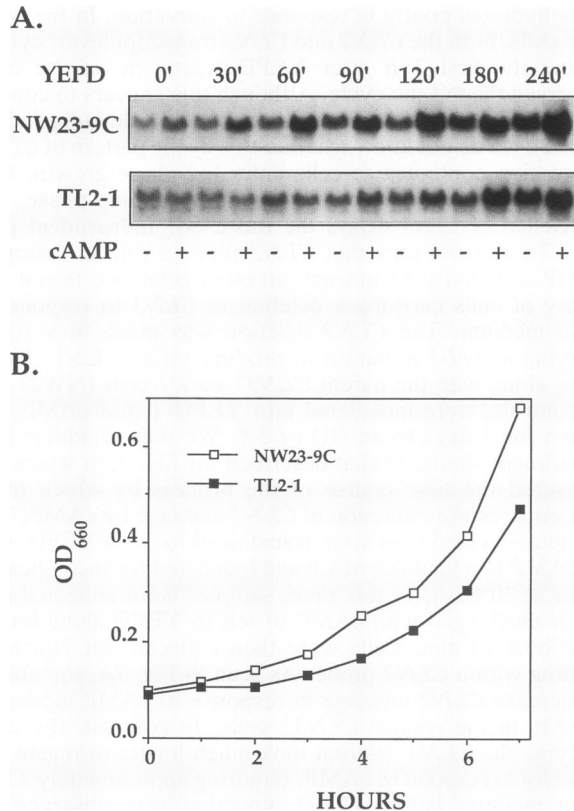 A.
YEPD 0' 30' 60' 90' 120' 180' 240'
NW23-9C
TL2-1
cAMP - + - + - + - + - + - + - +
B.
0.6
NW23-9C
TL2-1
0.4
OD660
0.2
0.0
0 2 4 6
HOURS